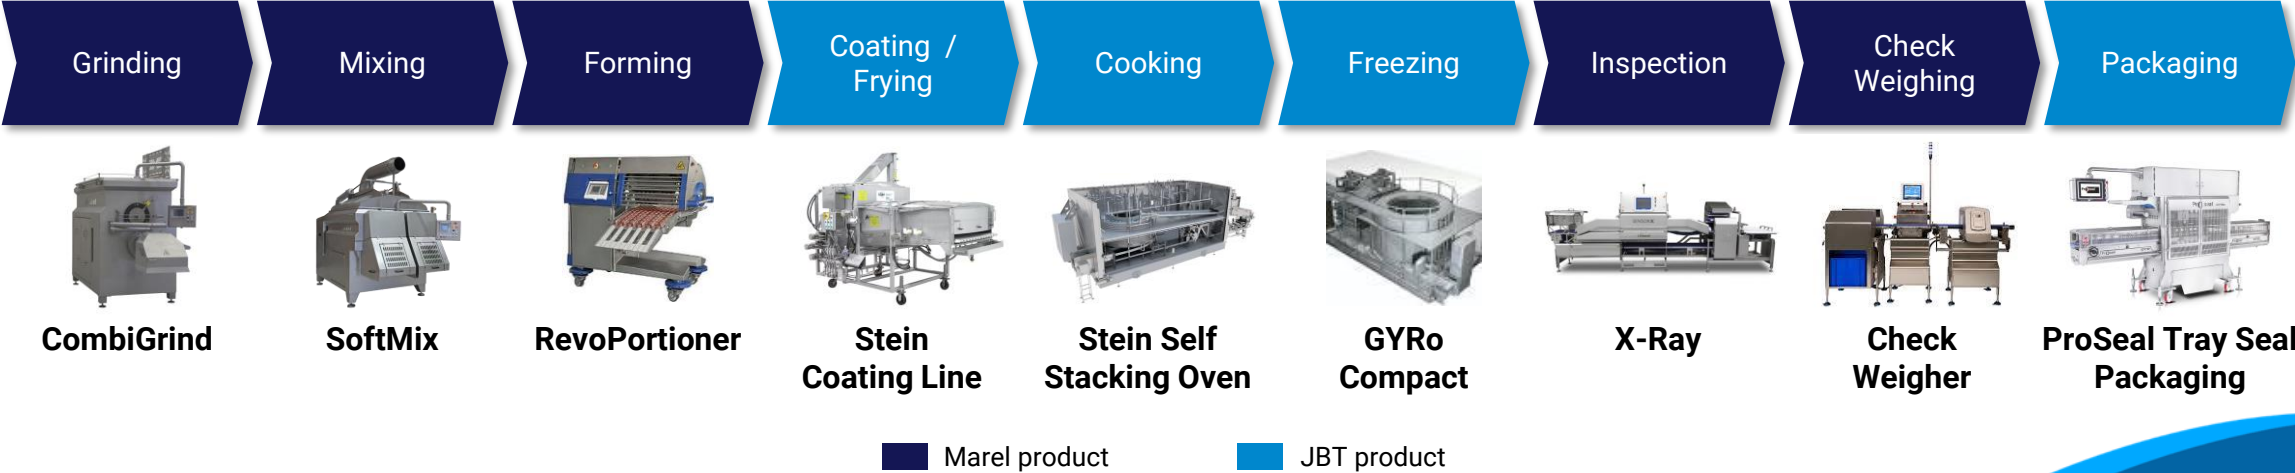 Grinding
Mixing
Forming
Coating /
Frying
Cooking
Freezing
Inspection
Check
Weighing
Packaging
CombiGrind
SoftMix
RevoPortioner
Stein
Coating Line
Stein Self
Stacking Oven
GYRo
Compact
X-Ray
Check
Weigher
ProSeal Tray Seal
Packaging
Marel product
JBT product